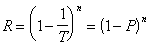 R = (1 − 1/T)ⁿ = (1 − P)ⁿ